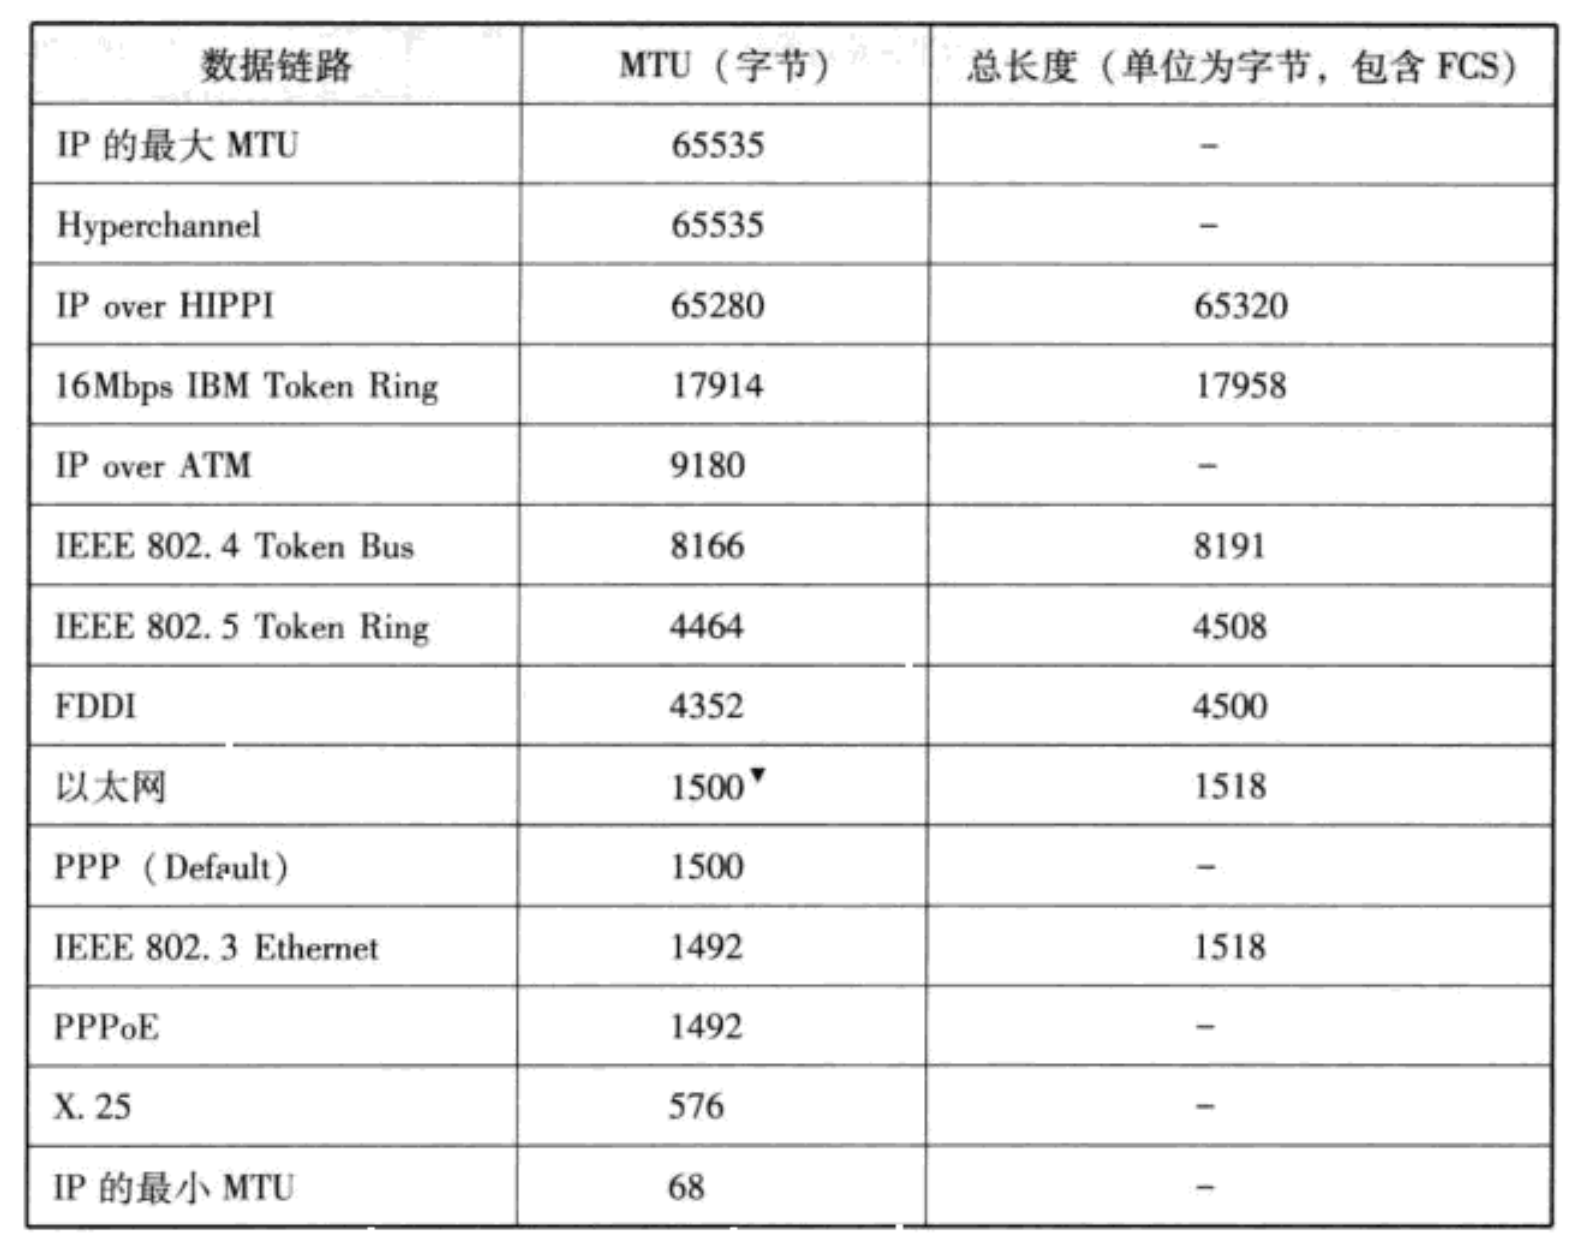 数据链路 MTU（字节） 总长度（单位为字节，包含 FCS）
IP 的最大 MTU 65535 –
Hyperchannel 65535 –
IP over HIPPI 65280 65320
16Mbps IBM Token Ring 17914 17958
IP over ATM 9180 –
IEEE 802.4 Token Bus 8166 8191
IEEE 802.5 Token Ring 4464 4508
FDDI 4352 4500
以太网 1500▼ 1518
PPP（Default） 1500 –
IEEE 802.3 Ethernet 1492 1518
PPPoE 1492 –
X.25 576 –
IP 的最小 MTU 68 –